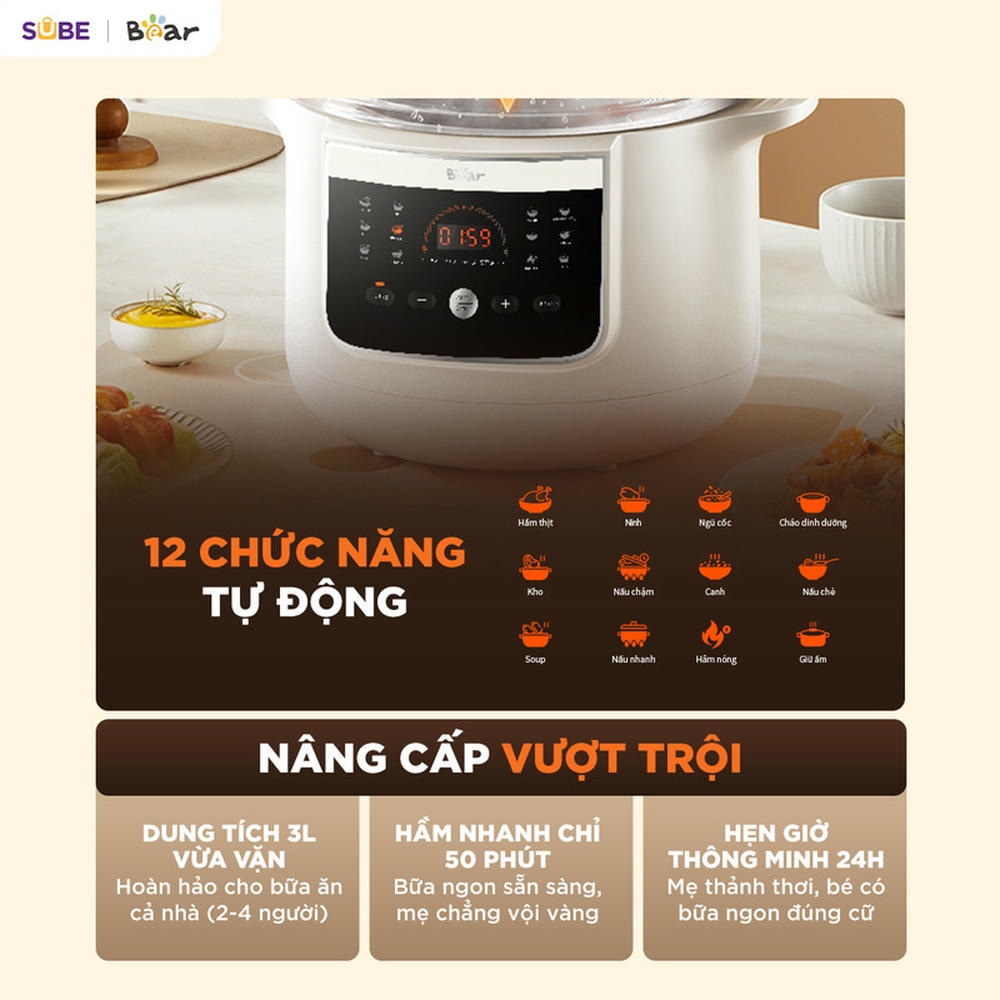 SUBE | Bear
Bear
01:59
12 CHỨC NĂNG
TỰ ĐỘNG
Hầm thịt
Ninh
Ngũ cốc
Cháo dinh dưỡng
Kho
Nấu chậm
Canh
Nấu chè
Soup
Nấu nhanh
Hâm nóng
Giữ ấm
NÂNG CẤP VƯỢT TRỘI
DUNG TÍCH 3L
VỪA VẶN
Hoàn hảo cho bữa ăn
cả nhà (2-4 người)
HẦM NHANH CHỈ
50 PHÚT
Bữa ngon sẵn sàng,
mẹ chẳng vội vàng
HẸN GIỜ
THÔNG MINH 24H
Mẹ thảnh thơi, bé có
bữa ngon đúng cữ